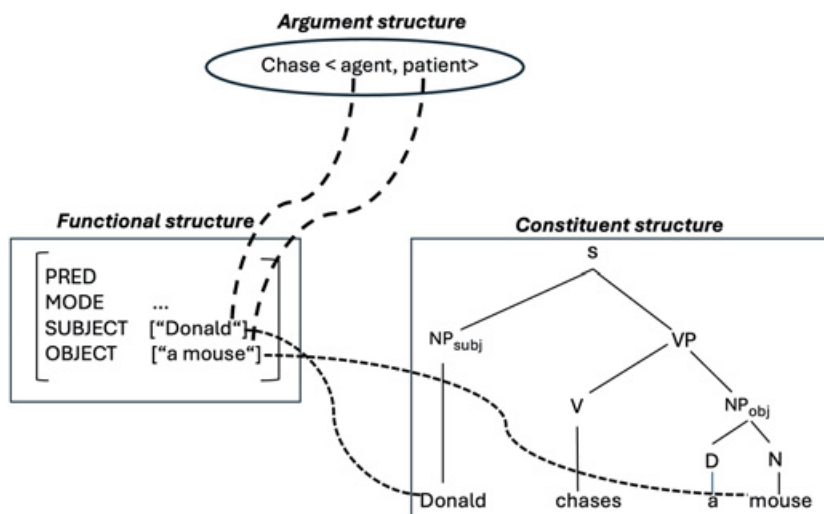 Argument structure
Chase < agent, patient>
Functional structure
PRED
MODE ...
SUBJECT [“Donald“]
OBJECT [“a mouse“]
Constituent structure
S
NPsubj VP
V NPobj
D N
Donald chases a mouse